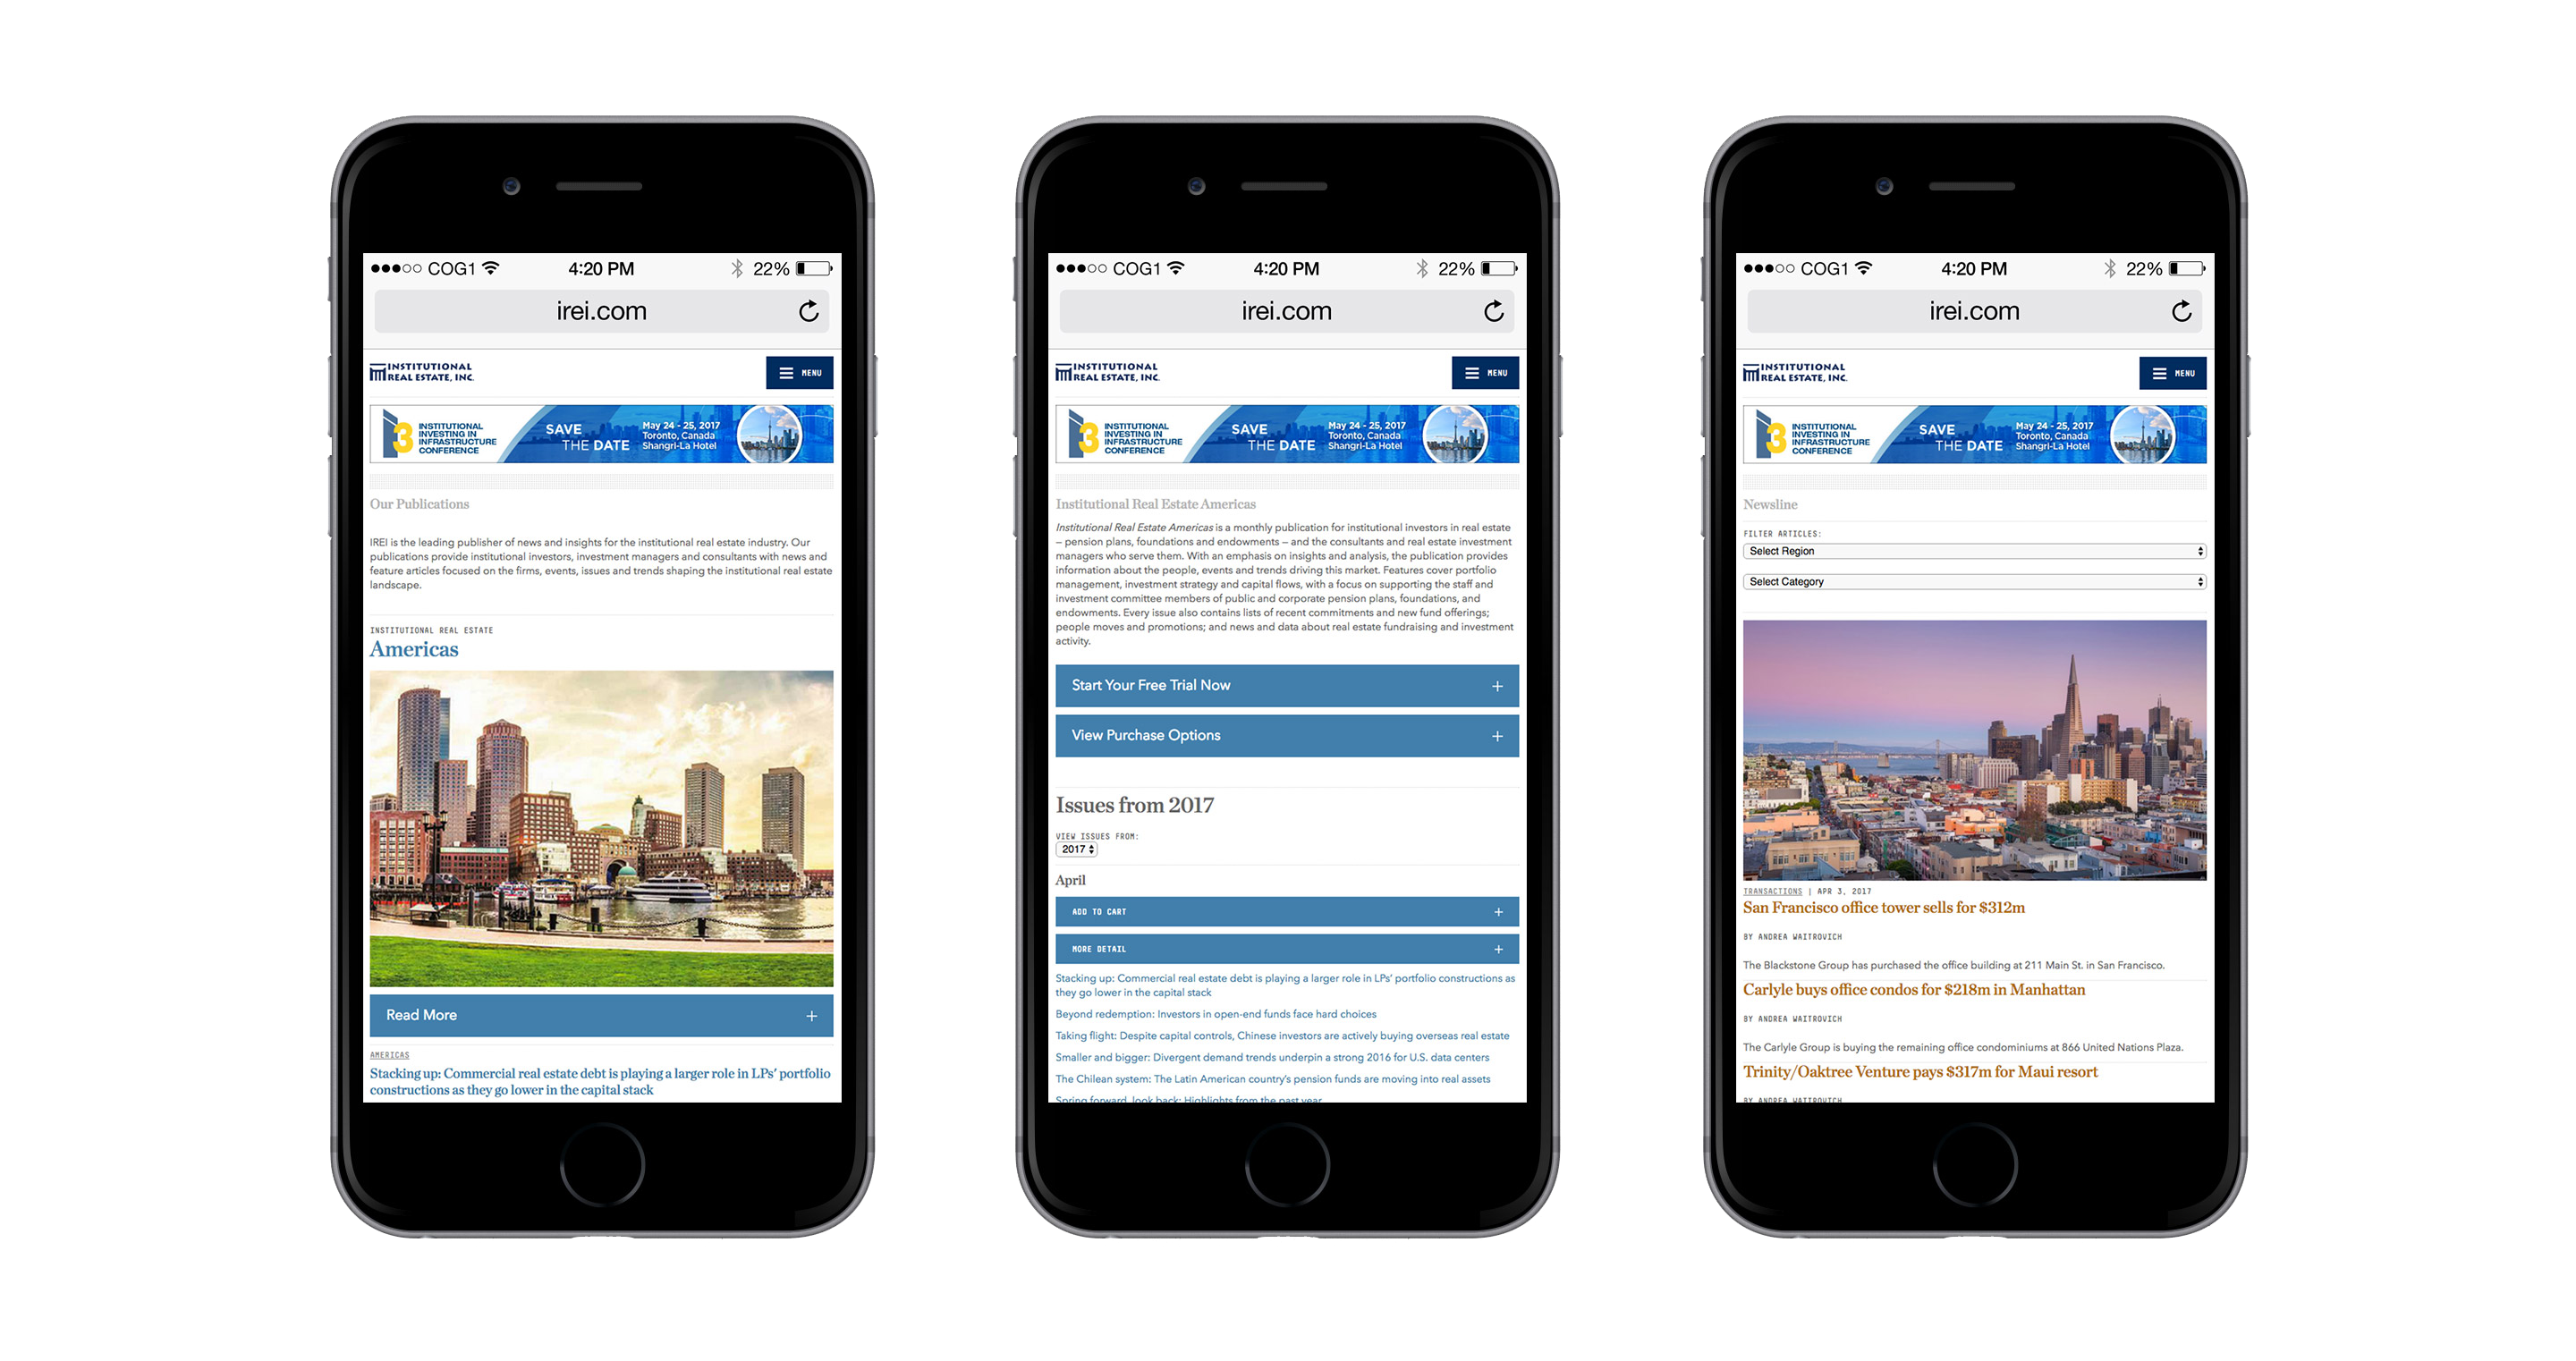 COG1 4:20 PM 22%
irei.com
INSTITUTIONAL
REAL ESTATE, INC.
MENU
3
INSTITUTIONAL
INVESTING IN
INFRASTRUCTURE
CONFERENCE
SAVE
THE DATE
May 24 - 25, 2017
Toronto, Canada
Shangri-La Hotel
Our Publications
IREI is the leading publisher of news and insights for the institutional real estate industry. Our
publications provide institutional investors, investment managers and consultants with news and
feature articles focused on the firms, events, issues and trends shaping the institutional real estate
landscape.
INSTITUTIONAL REAL ESTATE
Americas
Read More +
AMERICAS
Stacking up: Commercial real estate debt is playing a larger role in LPs' portfolio
constructions as they go lower in the capital stack
COG1 4:20 PM 22%
irei.com
INSTITUTIONAL
REAL ESTATE, INC.
MENU
3
INSTITUTIONAL
INVESTING IN
INFRASTRUCTURE
CONFERENCE
SAVE
THE DATE
May 24 - 25, 2017
Toronto, Canada
Shangri-La Hotel
Institutional Real Estate Americas
Institutional Real Estate Americas is a monthly publication for institutional investors in real estate
– pension plans, foundations and endowments – and the consultants and real estate investment
managers who serve them. With an emphasis on insights and analysis, the publication provides
information about the people, events and trends driving this market. Features cover portfolio
management, investment strategy and capital flows, with a focus on supporting the staff and
investment committee members of public and corporate pension plans, foundations, and
endowments. Every issue also contains lists of recent commitments and new fund offerings;
people moves and promotions; and news and data about real estate fundraising and investment
activity.
Start Your Free Trial Now +
View Purchase Options +
Issues from 2017
VIEW ISSUES FROM:
2017
April
ADD TO CART +
MORE DETAIL +
Stacking up: Commercial real estate debt is playing a larger role in LPs' portfolio constructions as
they go lower in the capital stack
Beyond redemption: Investors in open-end funds face hard choices
Taking flight: Despite capital controls, Chinese investors are actively buying overseas real estate
Smaller and bigger: Divergent demand trends underpin a strong 2016 for U.S. data centers
The Chilean system: The Latin American country's pension funds are moving into real assets
Spring forward, look back: Highlights from the past year
COG1 4:20 PM 22%
irei.com
INSTITUTIONAL
REAL ESTATE, INC.
MENU
3
INSTITUTIONAL
INVESTING IN
INFRASTRUCTURE
CONFERENCE
SAVE
THE DATE
May 24 - 25, 2017
Toronto, Canada
Shangri-La Hotel
Newsline
FILTER ARTICLES:
Select Region
Select Category
TRANSACTIONS | APR 3, 2017
San Francisco office tower sells for $312m
BY ANDREA WAITROVICH
The Blackstone Group has purchased the office building at 211 Main St. in San Francisco.
Carlyle buys office condos for $218m in Manhattan
BY ANDREA WAITROVICH
The Carlyle Group is buying the remaining office condominiums at 866 United Nations Plaza.
Trinity/Oaktree Venture pays $317m for Maui resort
BY ANDREA WAITROVICH